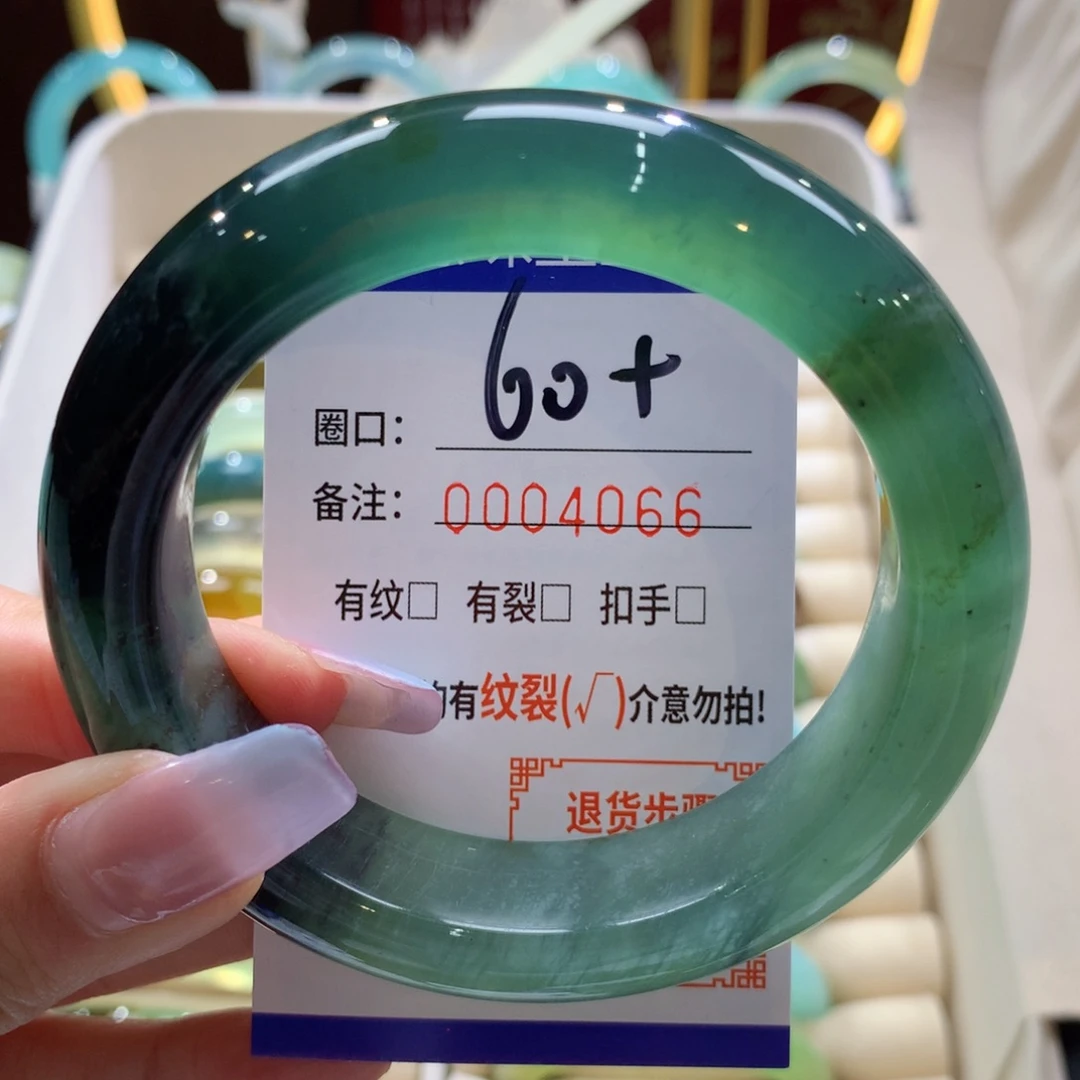 60+
圈口：
备注： 0004066
有纹□ 有裂□ 扣手□
有纹裂(√)介意勿拍!
退货步骤